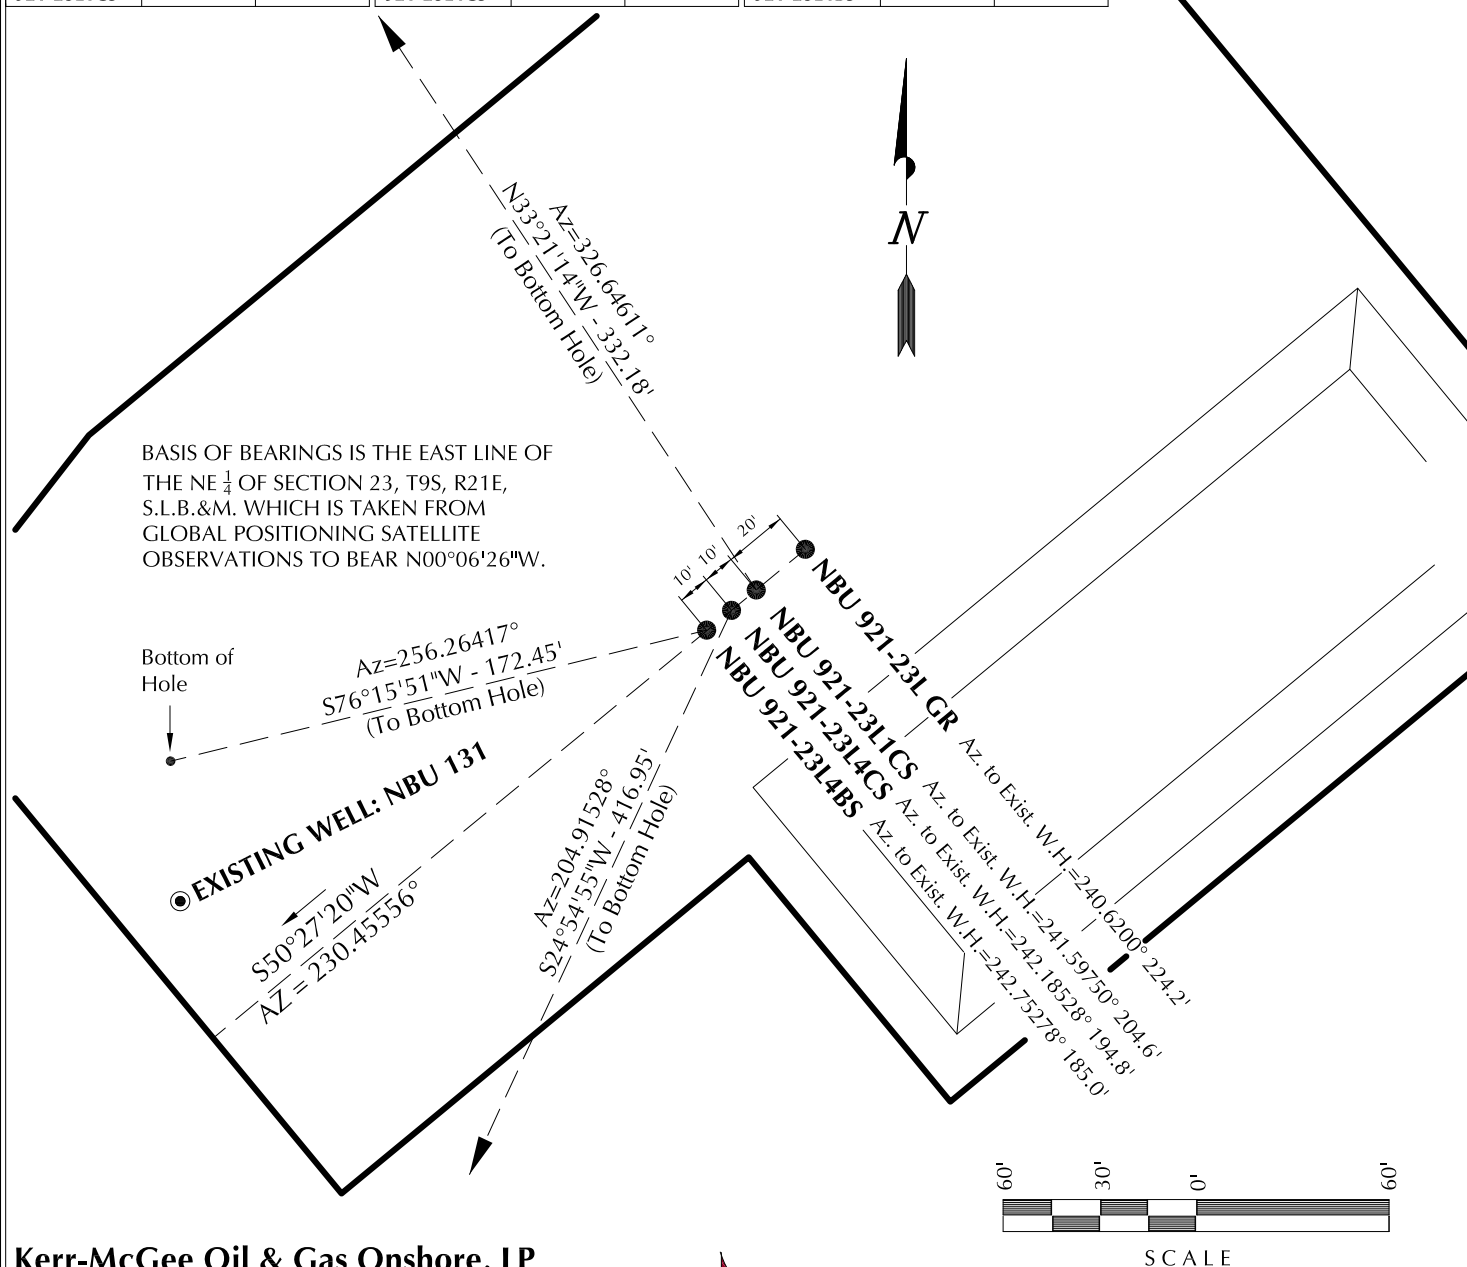 N
Az=326.64611°
N33°21'14"W - 332.18'
(To Bottom Hole)
BASIS OF BEARINGS IS THE EAST LINE OF
THE NE 1/4 OF SECTION 23, T9S, R21E,
S.L.B.&M. WHICH IS TAKEN FROM
GLOBAL POSITIONING SATELLITE
OBSERVATIONS TO BEAR N00°06'26"W.
10'
10'
20'
Bottom of
Hole
Az=256.26417°
S76°15'51"W - 172.45'
(To Bottom Hole)
NBU 921-23L GR Az. to Exist. W.H.=240.6200° 224.2'
NBU 921-23L1CS Az. to Exist. W.H.=241.59750° 204.6'
NBU 921-23L4CS Az. to Exist. W.H.=242.18528° 194.8'
NBU 921-23L4BS Az. to Exist. W.H.=242.75278° 185.0'
EXISTING WELL: NBU 131
S50°27'20"W
AZ = 230.45556°
Az=204.91528°
S24°54'55"W - 416.95'
(To Bottom Hole)
60'
30'
0'
60'
SCALE
Kerr-McGee Oil & Gas Onshore, LP